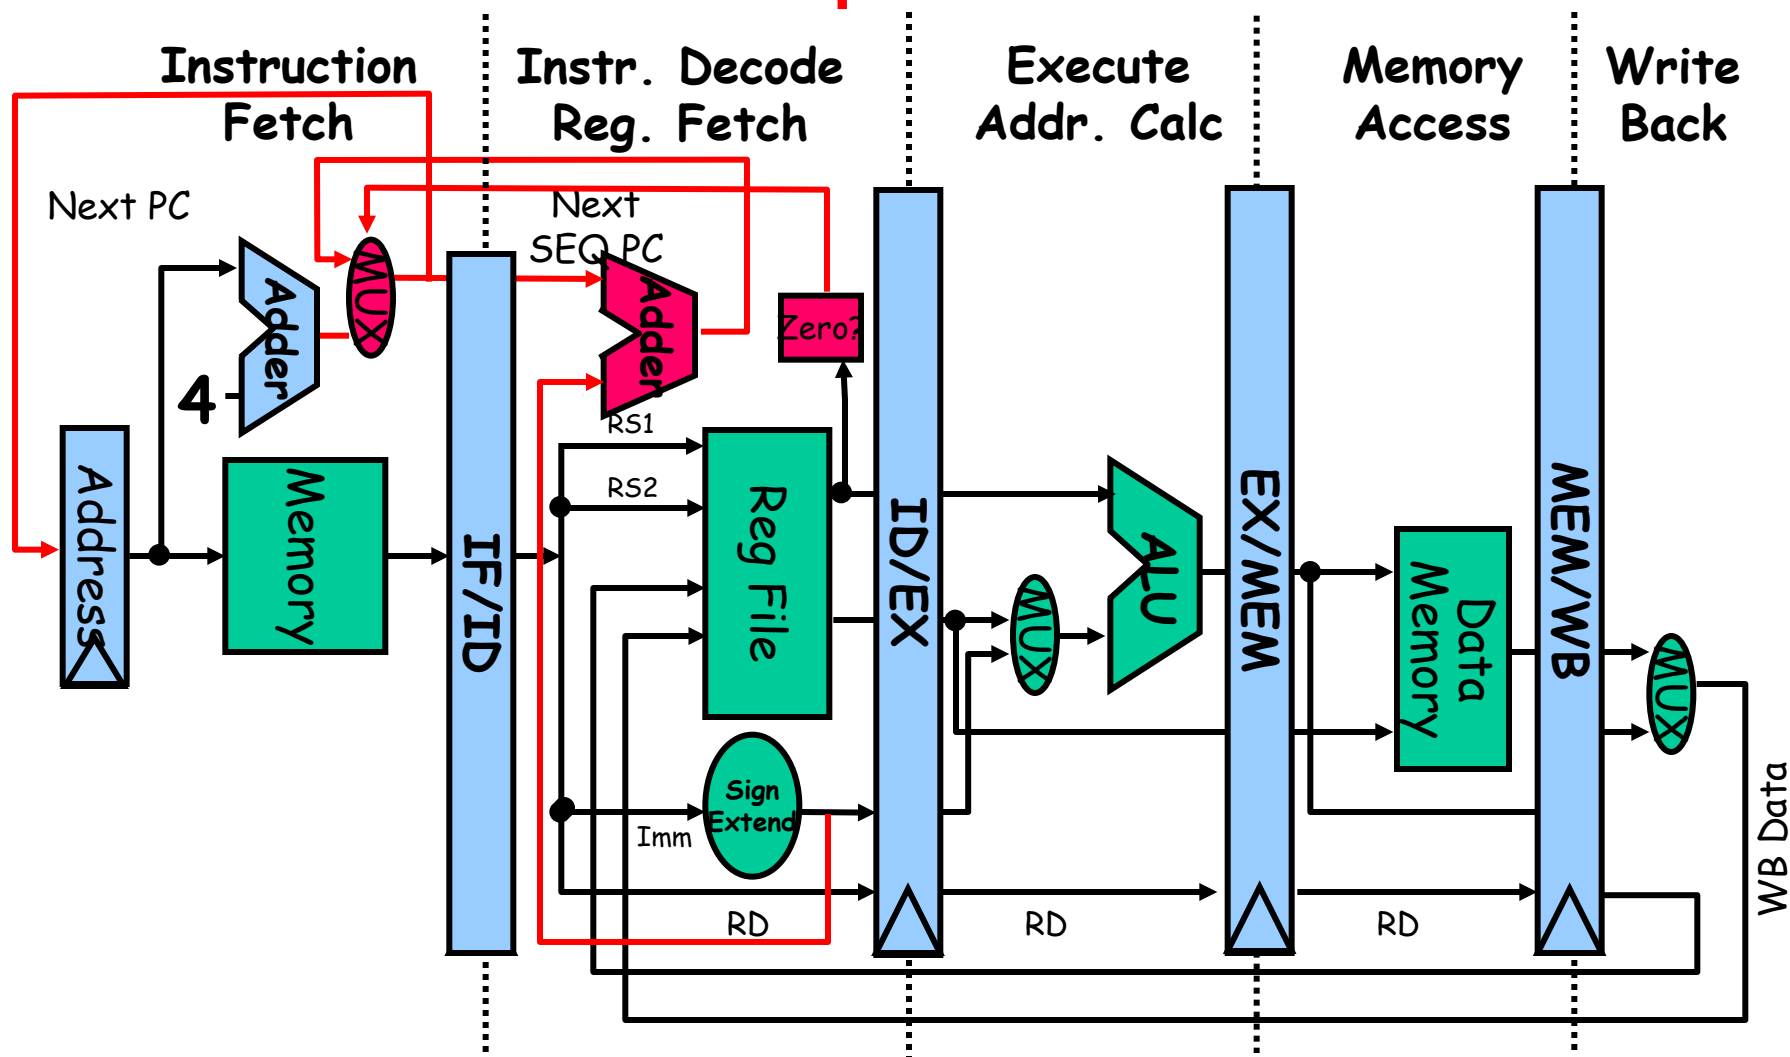 Instruction
Fetch
Instr. Decode
Reg. Fetch
Execute
Addr. Calc
Memory
Access
Write
Back
Next PC
Next
SEQ PC
Adder
MUX
Adder
Zero?
4
RS1
RS2
Address
Memory
IF/ID
Reg File
ID/EX
MUX
ALU
EX/MEM
Data
Memory
MEM/WB
MUX
Sign
Extend
Imm
RD
RD
RD
WB Data